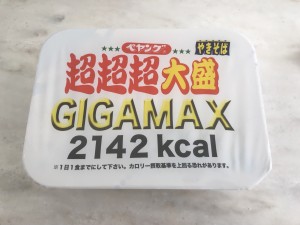 ★★★ペヤング★★★
やきそば
超超超大盛
GIGAMAX
2142 kcal
※1日1食までにして下さい。カロリー摂取基準を上回る恐れがあります。